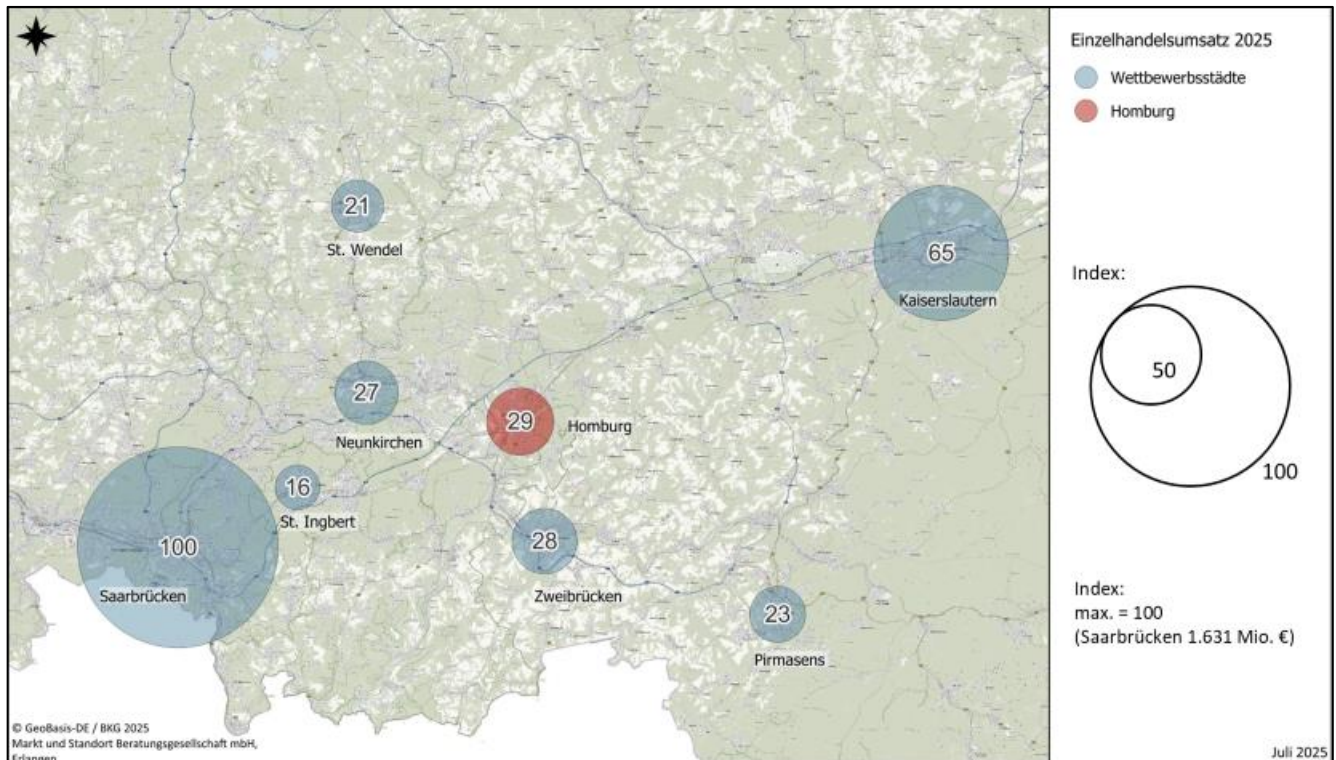 Einzelhandelsumsatz 2025
Wettbewerbsstädte
Homburg
21
St. Wendel
65
Kaiserslautern
27
Neunkirchen
29
Homburg
16
St. Ingbert
100
Saarbrücken
28
Zweibrücken
23
Pirmasens
Index:
50
100
Index:
max. = 100
(Saarbrücken 1.631 Mio. €)
© GeoBasis-DE / BKG 2025
Markt und Standort Beratungsgesellschaft mbH,
Erlangen
Juli 2025